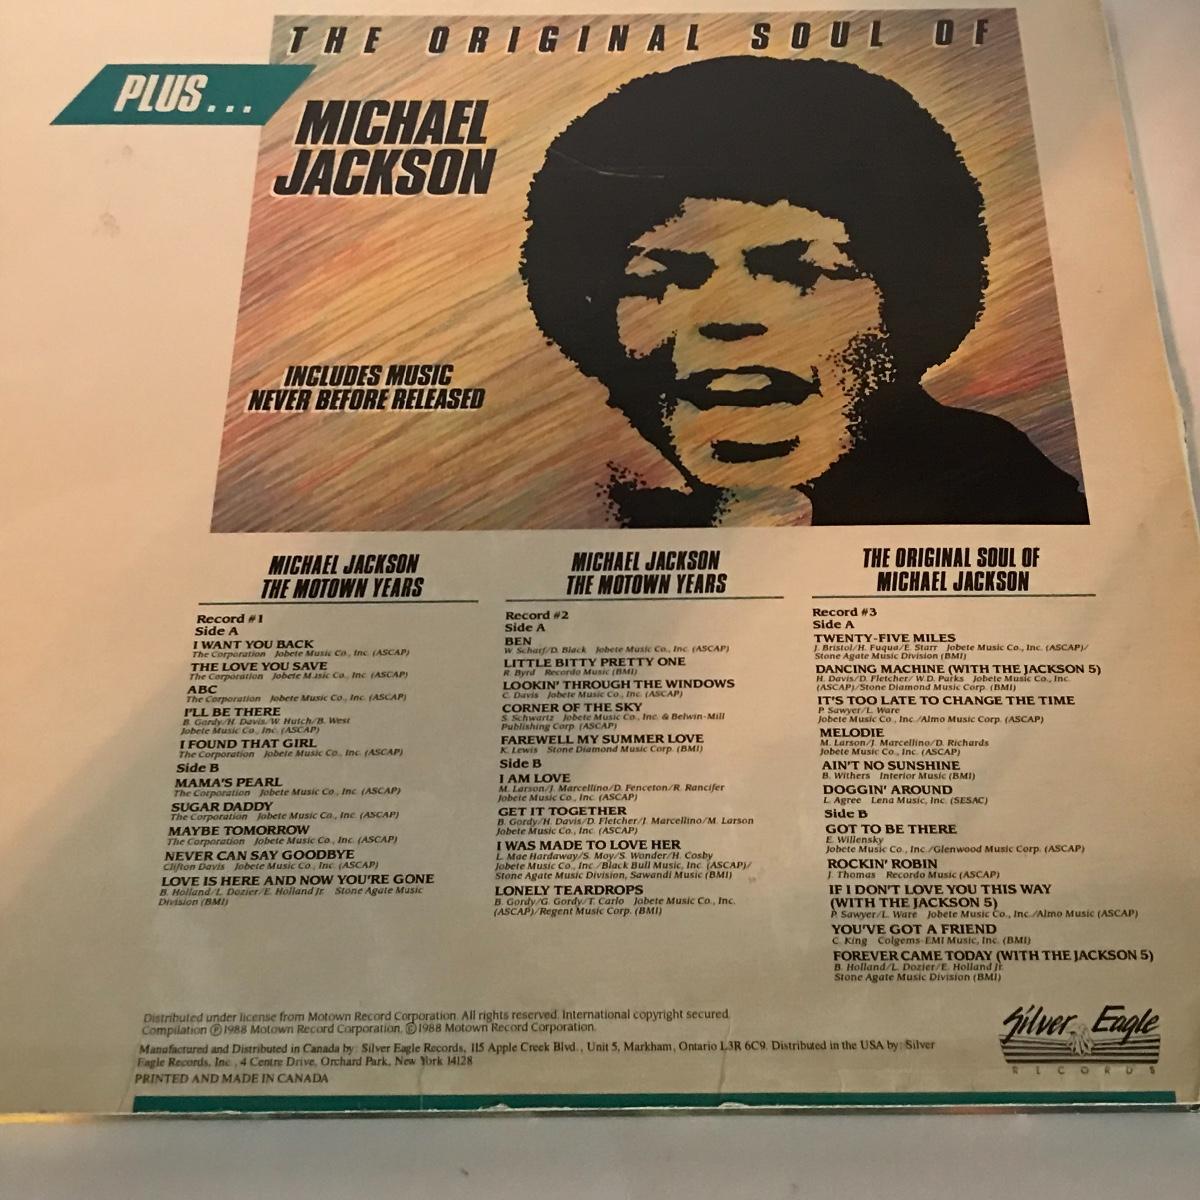 THE ORIGINAL SOUL OF
PLUS...
MICHAEL
JACKSON
INCLUDES MUSIC
NEVER BEFORE RELEASED
MICHAEL JACKSON
THE MOTOWN YEARS
Record #1
Side A
I WANT YOU BACK
The Corporation Jobete Music Co., Inc. (ASCAP)
THE LOVE YOU SAVE
The Corporation Jobete Music Co., Inc (ASCAP)
ABC
The Corporation Jobete Music Co., Inc. (ASCAP)
I'LL BE THERE
B. Gordy/H. Davis/W. Hutch/B. West
Jobete Music Co., Inc. (ASCAP)
I FOUND THAT GIRL
The Corporation Jobete Music Co., Inc. (ASCAP)
Side B
MAMA'S PEARL
The Corporation Jobete Music Co., Inc. (ASCAP)
SUGAR DADDY
The Corporation Jobete Music Co., Inc. (ASCAP)
MAYBE TOMORROW
The Corporation Jobete Music Co., Inc. (ASCAP)
NEVER CAN SAY GOODBYE
Clifton Davis Jobete Music Co., Inc. (ASCAP)
LOVE IS HERE AND NOW YOU'RE GONE
B. Holland/L. Dozier/E. Holland Jr. Stone Agate Music
Division (BMI)
MICHAEL JACKSON
THE MOTOWN YEARS
Record #2
Side A
BEN
W. Scharf/D. Black Jobete Music Co., Inc. (ASCAP)
LITTLE BITTY PRETTY ONE
R. Byrd Recordo Music (BMI)
LOOKIN' THROUGH THE WINDOWS
C. Davis Jobete Music Co., Inc. (ASCAP)
CORNER OF THE SKY
S. Schwartz Jobete Music Co., Inc. & Belwin-Mill
Publishing Corp. (ASCAP)
FAREWELL MY SUMMER LOVE
K. Lewis Stone Diamond Music Corp. (BMI)
Side B
I AM LOVE
M. Larson/J. Marcellino/D. Fenceton/R. Rancifer
Jobete Music Co., Inc. (ASCAP)
GET IT TOGETHER
B. Gordy/H. Davis/D. Fletcher/J. Marcellino/M. Larson
Jobete Music Co., Inc. (ASCAP)
I WAS MADE TO LOVE HER
L. Mae Hardaway/S. Moy/S. Wonder/H. Cosby
Jobete Music Co., Inc./Black Bull Music, Inc. (ASCAP)/
Stone Agate Music Division, Sawandi Music (BMI)
LONELY TEARDROPS
B. Gordy/G. Gordy/T. Carlo Jobete Music Co., Inc.
(ASCAP)/Regent Music Corp. (BMI)
THE ORIGINAL SOUL OF
MICHAEL JACKSON
Record #3
Side A
TWENTY-FIVE MILES
J. Bristol/H. Fuqua/E. Starr Jobete Music Co., Inc. (ASCAP)/
Stone Agate Music Division (BMI)
DANCING MACHINE (WITH THE JACKSON 5)
H. Davis/D. Fletcher/W.D. Parks Jobete Music Co., Inc.
(ASCAP)/Stone Diamond Music Corp. (BMI)
IT'S TOO LATE TO CHANGE THE TIME
P. Sawyer/L. Ware
Jobete Music Co., Inc./Almo Music Corp. (ASCAP)
MELODIE
M. Larson/J. Marcellino/D. Richards
Jobete Music Co., Inc. (ASCAP)
AIN'T NO SUNSHINE
B. Withers Interior Music (BMI)
DOGGIN' AROUND
L. Agree Lena Music, Inc. (SESAC)
Side B
GOT TO BE THERE
E. Willensky
Jobete Music Co., Inc./Glenwood Music Corp. (ASCAP)
ROCKIN' ROBIN
J. Thomas Recordo Music (ASCAP)
IF I DON'T LOVE YOU THIS WAY
(WITH THE JACKSON 5)
P. Sawyer/L. Ware Jobete Music Co., Inc./Almo Music (ASCAP)
YOU'VE GOT A FRIEND
C. King Colgems-EMI Music, Inc. (BMI)
FOREVER CAME TODAY (WITH THE JACKSON 5)
B. Holland/L. Dozier/E. Holland Jr.
Stone Agate Music Division (BMI)
Distributed under license from Motown Record Corporation. All rights reserved. International copyright secured.
Compilation Ⓟ1988 Motown Record Corporation. ©1988 Motown Record Corporation.
Manufactured and Distributed in Canada by: Silver Eagle Records, 115 Apple Creek Blvd., Unit 5, Markham, Ontario L3R 6C9. Distributed in the USA by: Silver
Eagle Records, Inc., 4 Centre Drive, Orchard Park, New York 14128
PRINTED AND MADE IN CANADA
Silver Eagle
RECORDS